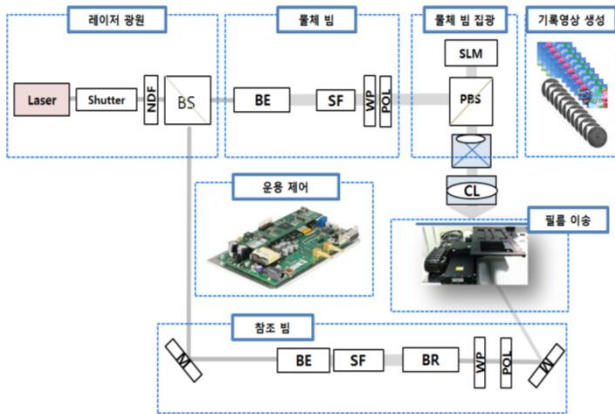 레이저 광원
물체 빔
물체 빔 집광
기록영상 생성
Laser
Shutter
NDF
BS
BE
SF
WP
POL
SLM
PBS
CL
운용 제어
필름 이송
참조 빔
M
BE
SF
BR
WP
POL
M